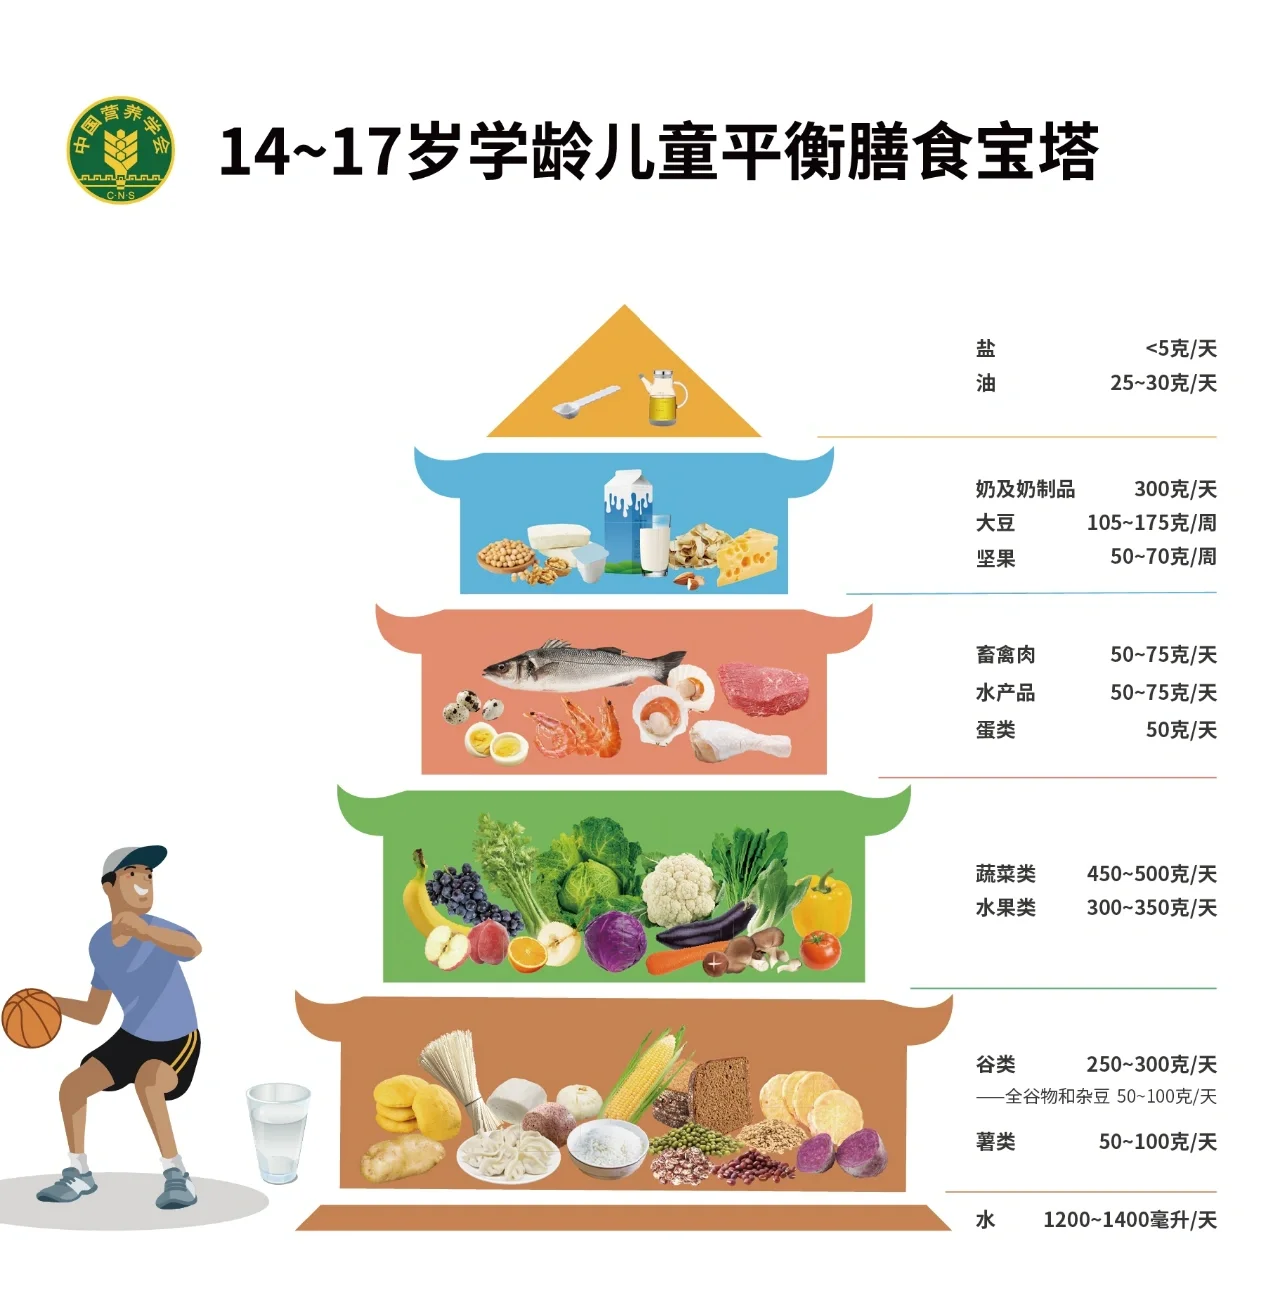 中国营养学会
C·N·S
14~17岁学龄儿童平衡膳食宝塔
盐 <5克/天
油 25~30克/天
奶及奶制品 300克/天
大豆 105~175克/周
坚果 50~70克/周
畜禽肉 50~75克/天
水产品 50~75克/天
蛋类 50克/天
蔬菜类 450~500克/天
水果类 300~350克/天
谷类 250~300克/天
——全谷物和杂豆 50~100克/天
薯类 50~100克/天
水 1200~1400毫升/天